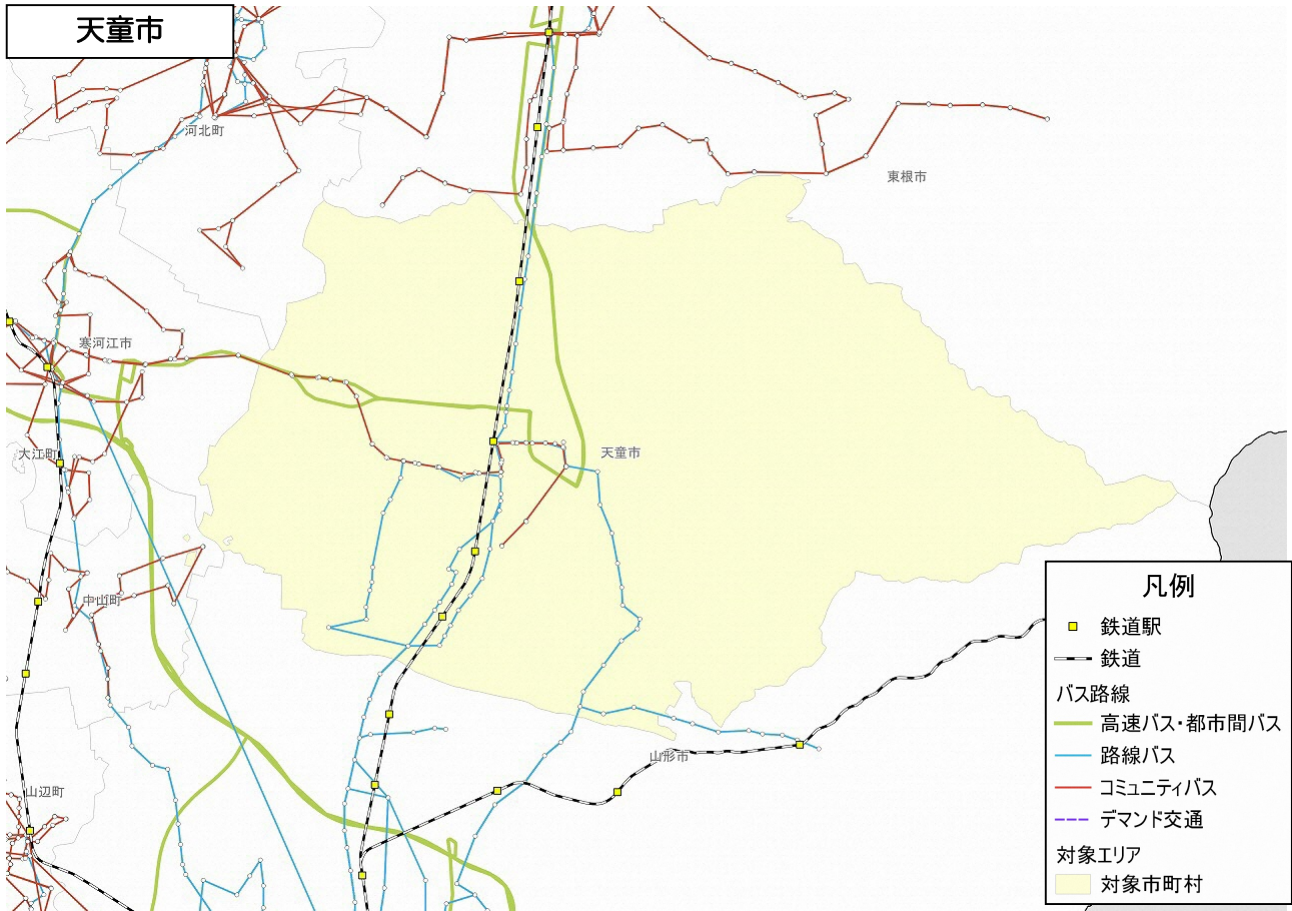 天童市
河北町
東根市
寒河江市
大江町
天童市
中山町
山形市
山辺町
凡例
鉄道駅
鉄道
バス路線
高速バス・都市間バス
路線バス
コミュニティバス
デマンド交通
対象エリア
対象市町村